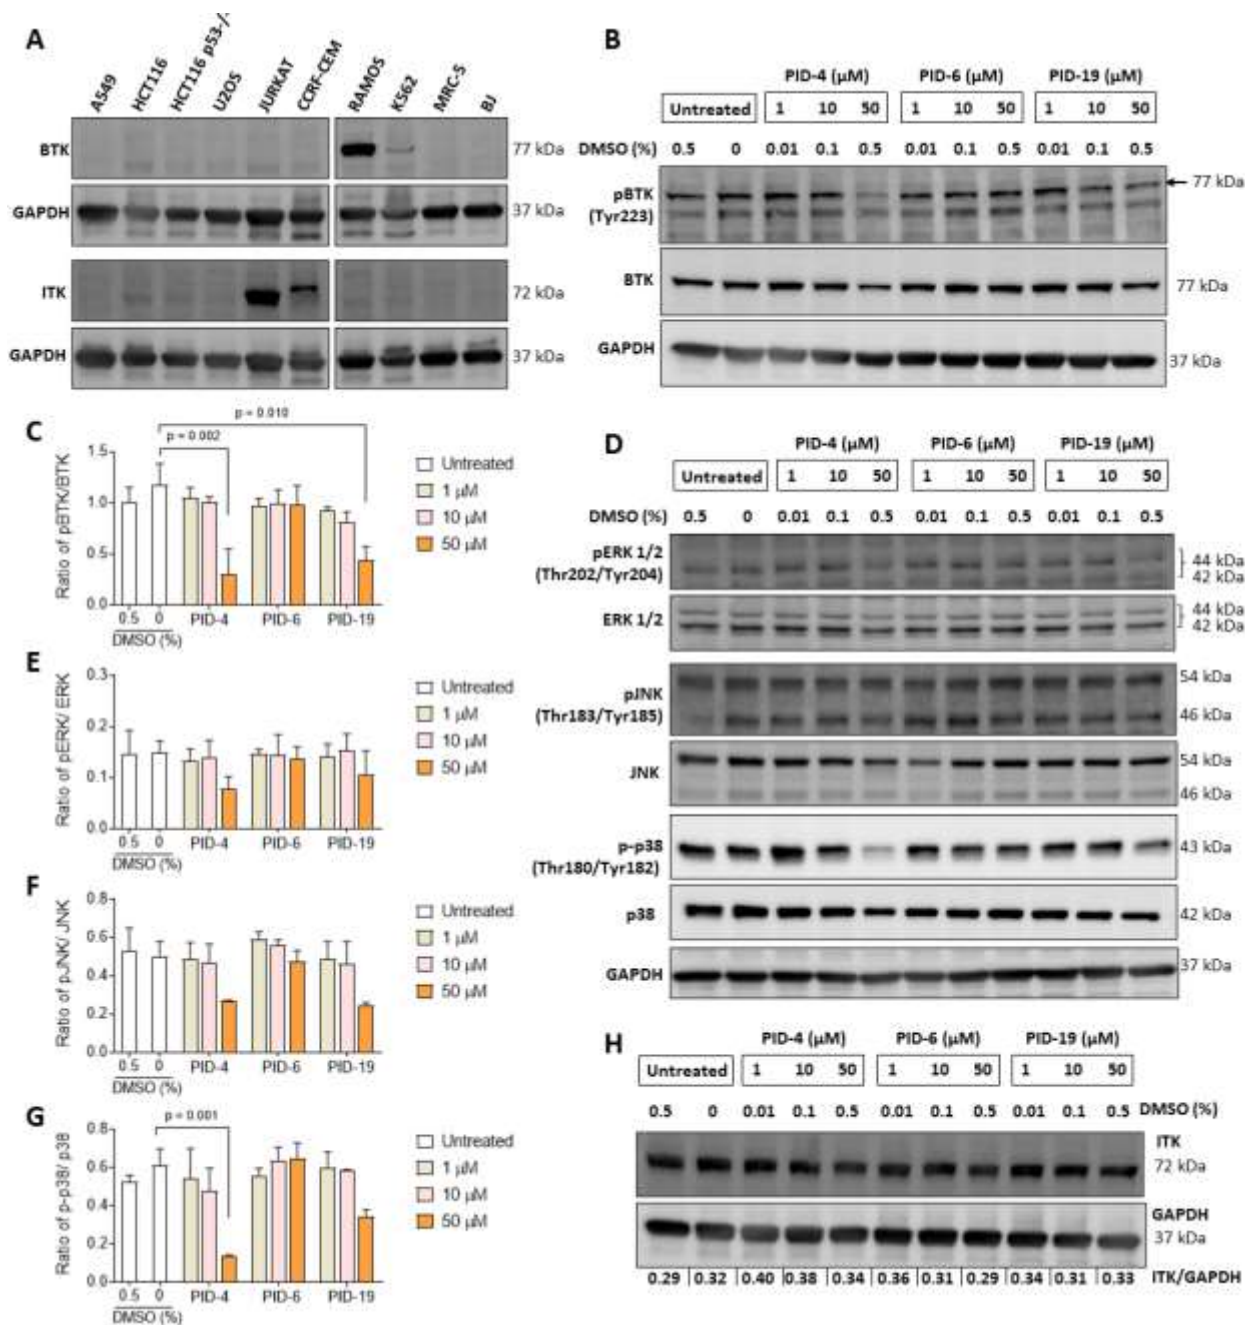 A
A549
HCT116
HCT116 p53-/-
U2OS
JURKAT
CCRF-CEM
RAMOS
K562
MRC-5
BJ
BTK
77 kDa
GAPDH
37 kDa
ITK
72 kDa
GAPDH
37 kDa
B
PID-4 (µM) PID-6 (µM) PID-19 (µM)
Untreated 1 10 50 1 10 50 1 10 50
DMSO (%) 0.5 0 0.01 0.1 0.5 0.01 0.1 0.5 0.01 0.1 0.5
pBTK
(Tyr223)
77 kDa
BTK
77 kDa
GAPDH
37 kDa
C
p = 0.010
p = 0.002
Ratio of pBTK/BTK
1.5
1.0
0.5
0.0
0.5 0 PID-4 PID-6 PID-19
DMSO (%)
Untreated
1 µM
10 µM
50 µM
D
PID-4 (µM) PID-6 (µM) PID-19 (µM)
Untreated 1 10 50 1 10 50 1 10 50
DMSO (%) 0.5 0 0.01 0.1 0.5 0.01 0.1 0.5 0.01 0.1 0.5
pERK 1/2
(Thr202/Tyr204)
44 kDa
42 kDa
ERK 1/2
44 kDa
42 kDa
pJNK
(Thr183/Tyr185)
54 kDa
46 kDa
JNK
54 kDa
46 kDa
p-p38
(Thr180/Tyr182)
43 kDa
p38
42 kDa
GAPDH
37 kDa
E
Ratio of pERK/ ERK
0.3
0.2
0.1
0.0
0.5 0 PID-4 PID-6 PID-19
DMSO (%)
Untreated
1 µM
10 µM
50 µM
F
Ratio of pJNK/ JNK
0.8
0.6
0.4
0.2
0.0
0.5 0 PID-4 PID-6 PID-19
DMSO (%)
Untreated
1 µM
10 µM
50 µM
G
p = 0.001
Ratio of p-p38/ p38
0.8
0.6
0.4
0.2
0.0
0.5 0 PID-4 PID-6 PID-19
DMSO (%)
Untreated
1 µM
10 µM
50 µM
H
PID-4 (µM) PID-6 (µM) PID-19 (µM)
Untreated 1 10 50 1 10 50 1 10 50
0.5 0 0.01 0.1 0.5 0.01 0.1 0.5 0.01 0.1 0.5 DMSO (%)
ITK
72 kDa
GAPDH
37 kDa
0.29 0.32 0.40 0.38 0.34 0.36 0.31 0.29 0.34 0.31 0.33 ITK/GAPDH